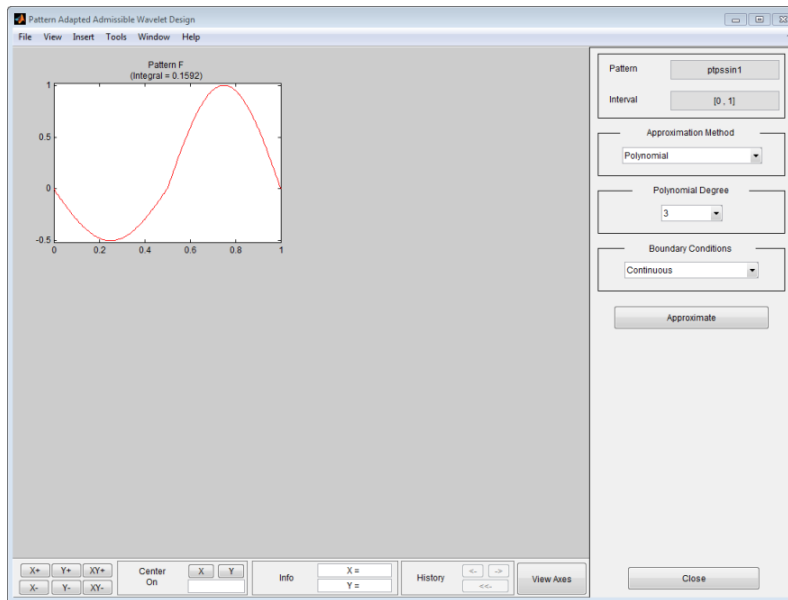 Pattern Adapted Admissible Wavelet Design
File View Insert Tools Window Help
Pattern F
(Integral = 0.1592)
1
0.5
0
-0.5
0 0.2 0.4 0.6 0.8 1
Pattern ptpssin1
Interval [0 , 1]
Approximation Method
Polynomial
Polynomial Degree
3
Boundary Conditions
Continuous
Approximate
X+ Y+ XY+
X- Y- XY-
Center
On
X Y
Info
X =
Y =
History
<- ->
<<-
View Axes
Close